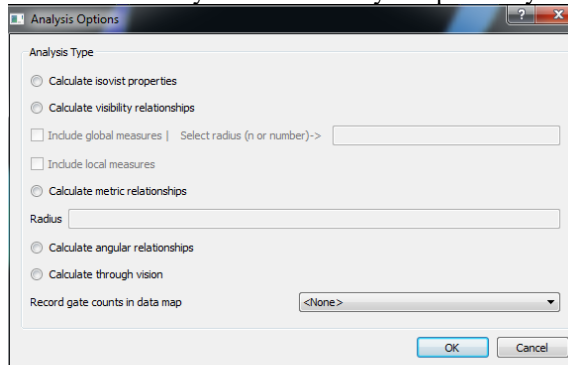 Analysis Options
Analysis Type
Calculate isovist properties
Calculate visibility relationships
Include global measures | Select radius (n or number)->
Include local measures
Calculate metric relationships
Radius
Calculate angular relationships
Calculate through vision
Record gate counts in data map <None>
OK Cancel